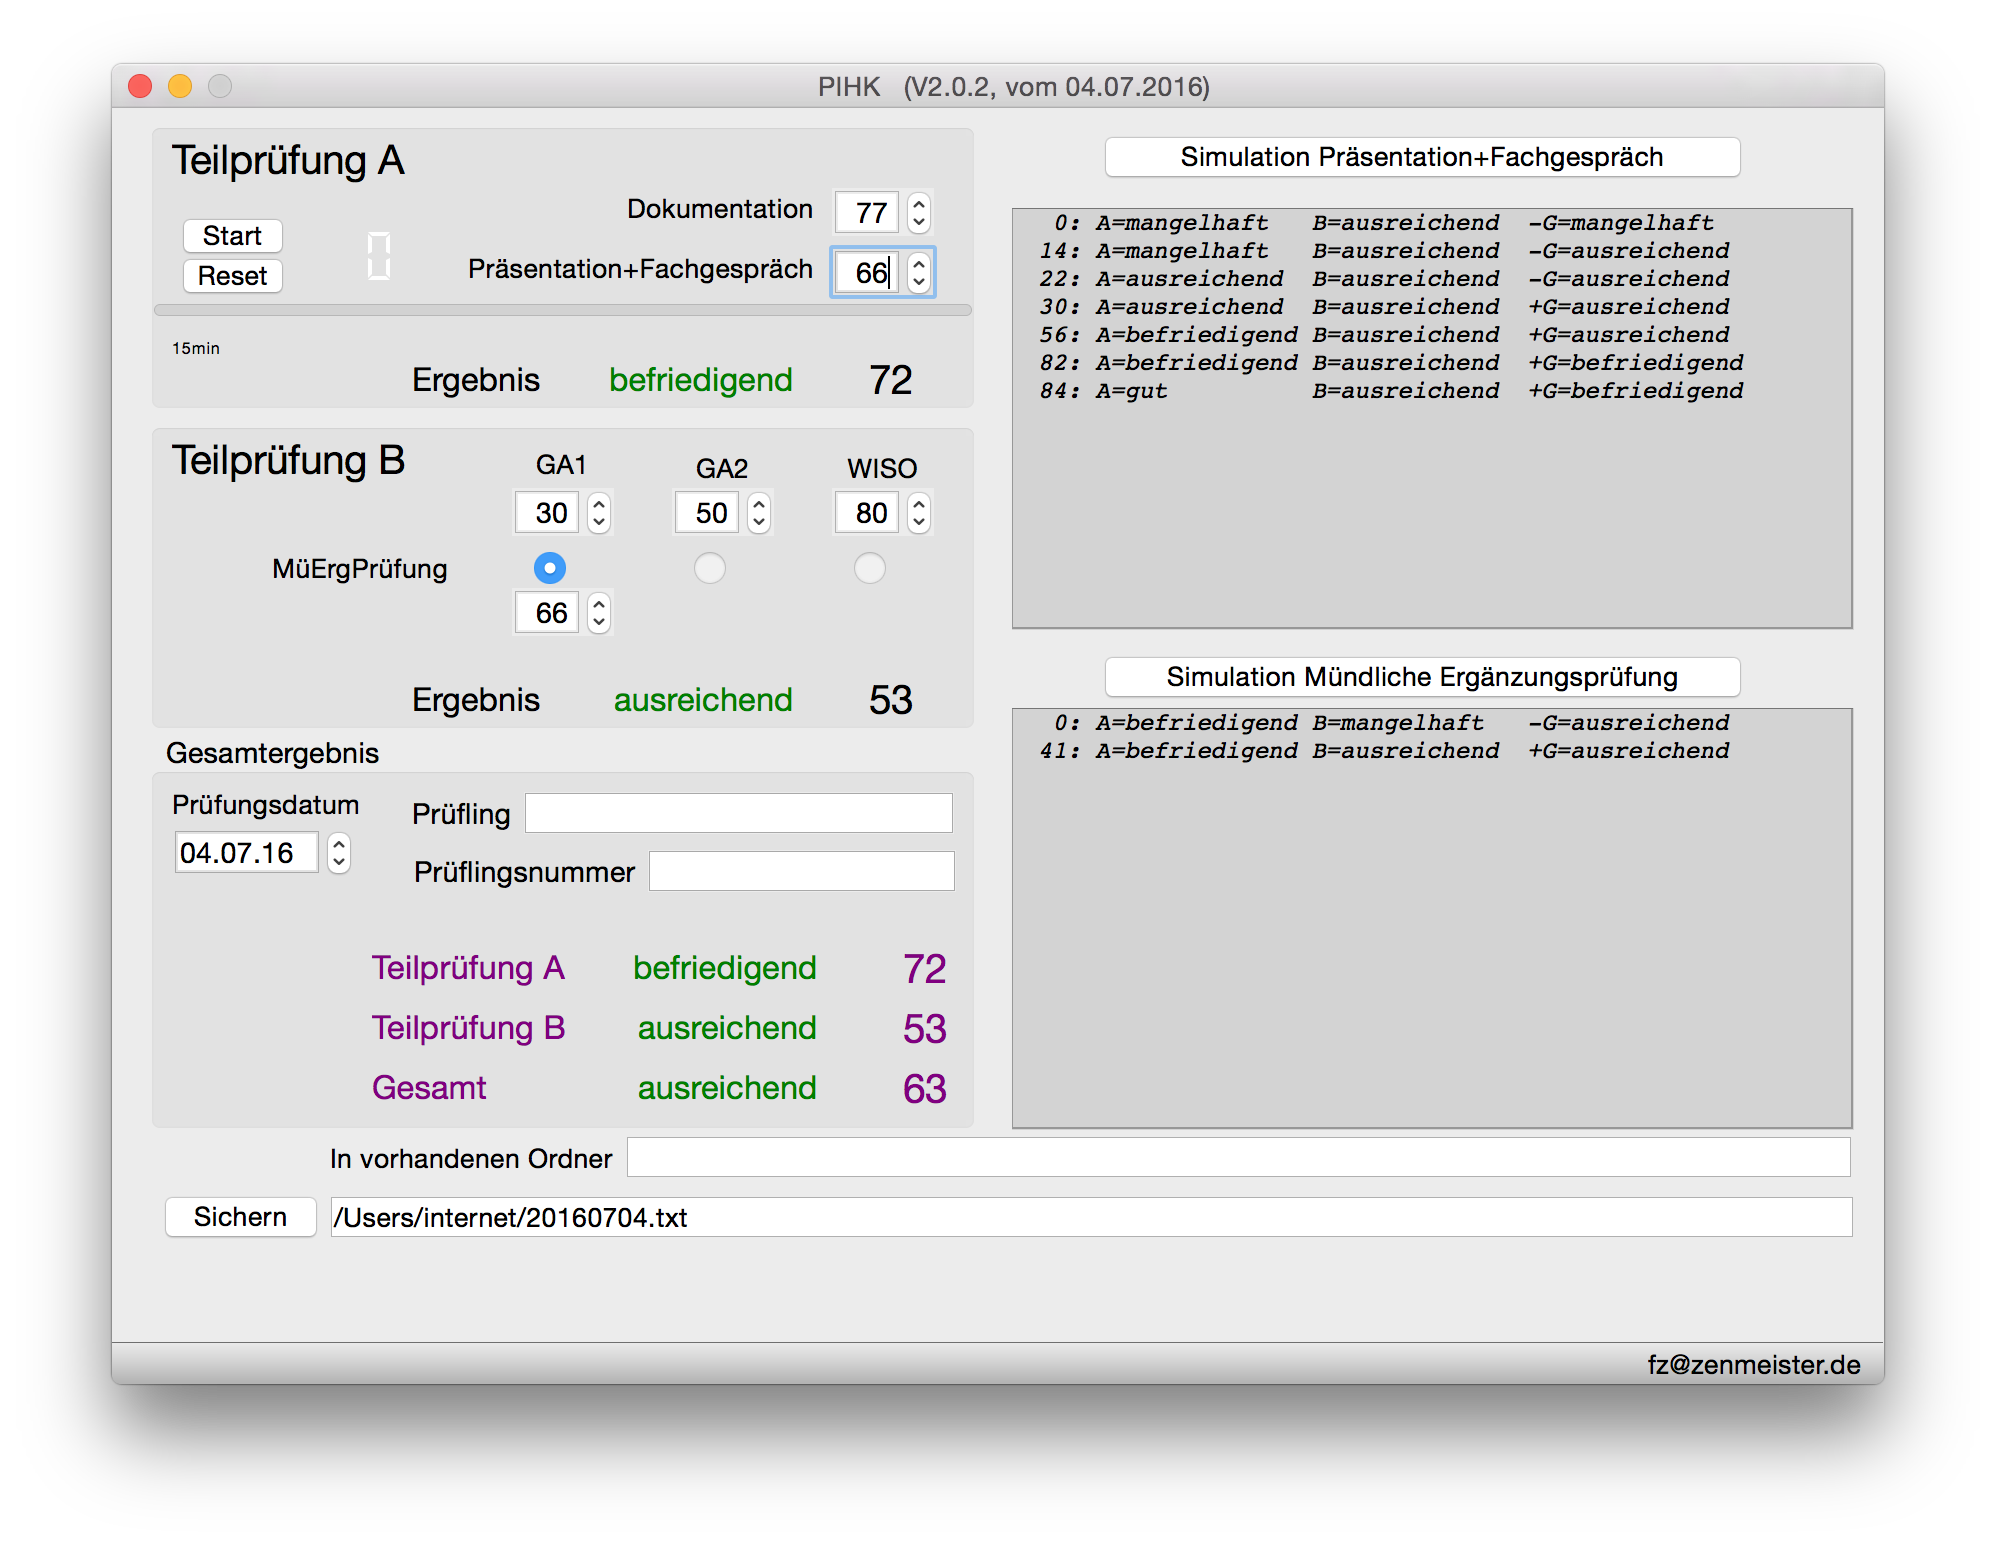 PIHK (V2.0.2, vom 04.07.2016)
Teilprüfung A
Dokumentation 77
Start
Reset
0
Präsentation+Fachgespräch 66
15min
Ergebnis befriedigend 72
Teilprüfung B
GA1 GA2 WISO
30 50 80
MüErgPrüfung
66
Ergebnis ausreichend 53
Gesamtergebnis
Prüfungsdatum
04.07.16
Prüfling
Prüflingsnummer
Teilprüfung A befriedigend 72
Teilprüfung B ausreichend 53
Gesamt ausreichend 63
Simulation Präsentation+Fachgespräch
0: A=mangelhaft B=ausreichend -G=mangelhaft
14: A=mangelhaft B=ausreichend -G=ausreichend
22: A=ausreichend B=ausreichend -G=ausreichend
30: A=ausreichend B=ausreichend +G=ausreichend
56: A=befriedigend B=ausreichend +G=ausreichend
82: A=befriedigend B=ausreichend +G=befriedigend
84: A=gut B=ausreichend +G=befriedigend
Simulation Mündliche Ergänzungsprüfung
0: A=befriedigend B=mangelhaft -G=ausreichend
41: A=befriedigend B=ausreichend +G=ausreichend
In vorhandenen Ordner
Sichern /Users/internet/20160704.txt
fz@zenmeister.de